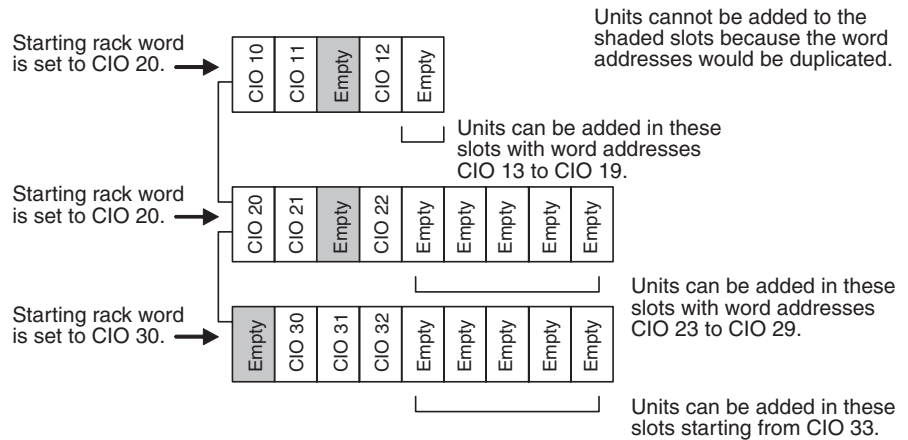 Units cannot be added to the
shaded slots because the word
addresses would be duplicated.
Starting rack word
is set to CIO 20.
CIO 10
CIO 11
Empty
CIO 12
Empty
Units can be added in these
slots with word addresses
CIO 13 to CIO 19.
Starting rack word
is set to CIO 20.
CIO 20
CIO 21
Empty
CIO 22
Empty
Empty
Empty
Empty
Empty
Units can be added in these
slots with word addresses
CIO 23 to CIO 29.
Starting rack word
is set to CIO 30.
Empty
CIO 30
CIO 31
CIO 32
Empty
Empty
Empty
Empty
Empty
Units can be added in these
slots starting from CIO 33.